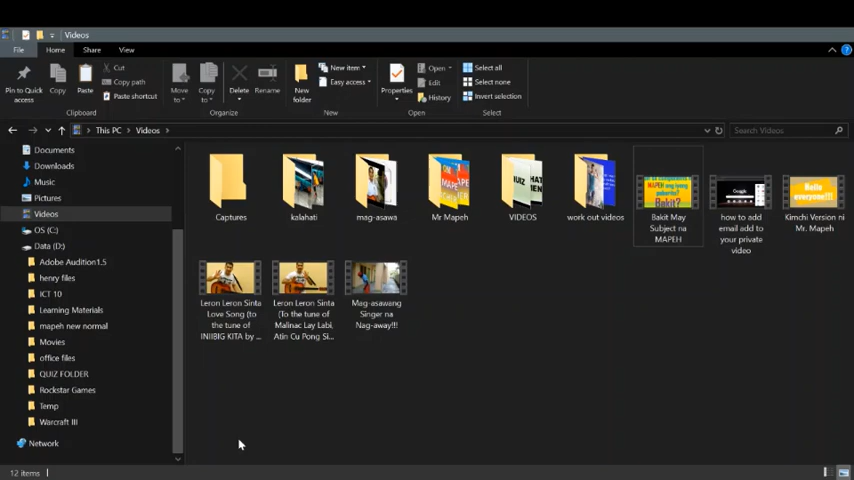 Videos
File Home Share View
Pin to Quick access
Copy
Paste
Cut
Copy path
Paste shortcut
Clipboard
Move to
Copy to
Delete
Rename
Organize
New folder
New item
Easy access
New
Properties
Open
Edit
History
Open
Select all
Select none
Invert selection
Select
This PC Videos
Search Videos
Documents
Downloads
Music
Pictures
Videos
OS (C:)
Data (D:)
Adobe Audition1.5
henry files
ICT 10
Learning Materials
mapeh new normal
Movies
office files
QUIZ FOLDER
Rockstar Games
Temp
Warcraft III
Network
Captures
kalahati
mag-asawa
Mr Mapeh
VIDEOS
work out videos
MAPEH ang iyong
Bakit?
Bakit May
Subject na
MAPEH
Google
how to add
email add to
your private
video
Hello
everyone!!!
Kimchi Version ni
Mr. Mapeh
Leron Leron Sinta
Love Song (to
the tune of
INIIBIG KITA by ...
Leron Leron Sinta
(To the tune of
Malinac Lay Labi,
Atin Cu Pong Si...
Mag-asawang
Singer na
Nag-away!!!
12 items